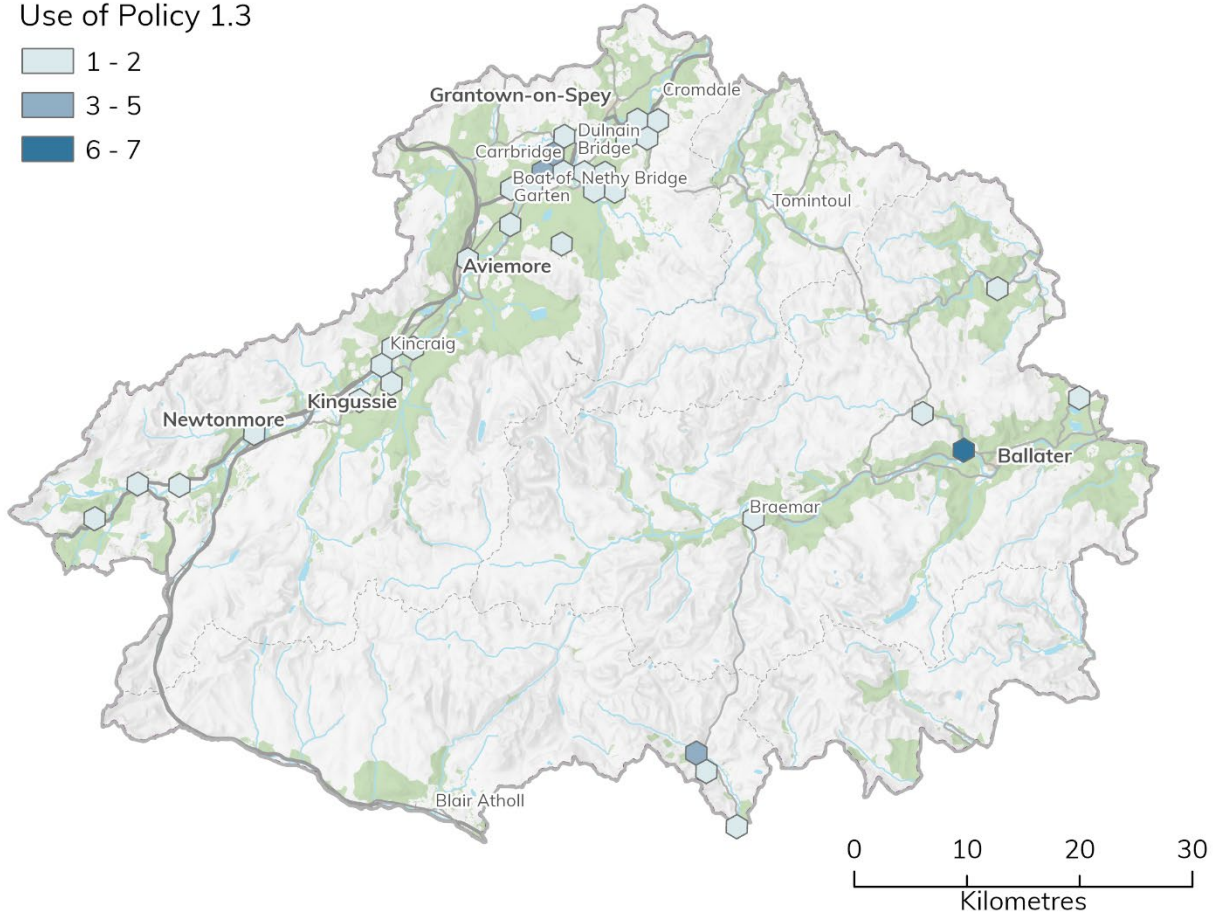 Use of Policy 1.3
1 - 2
3 - 5
6 - 7
Cromdale
Grantown-on-Spey
Dulnain
Bridge
Carrbridge
Boat of
Garten
Nethy Bridge
Tomintoul
Aviemore
Kincraig
Kingussie
Newtonmore
Ballater
Braemar
Blair Atholl
0 10 20 30
Kilometres